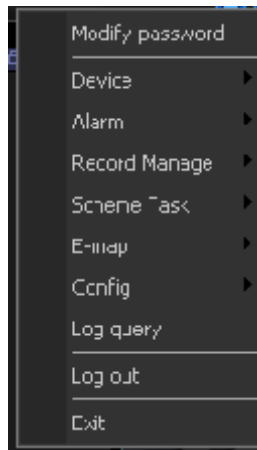 Modify password
Device
Alarm
Record Manage
Scheme Task
E-map
Config
Log query
Log out
Exit